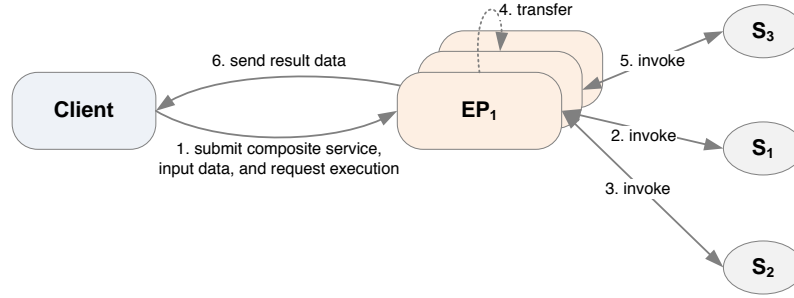 4. transfer
S3
6. send result data
5. invoke
Client
EP1
1. submit composite service,
input data, and request execution
2. invoke
S1
3. invoke
S2